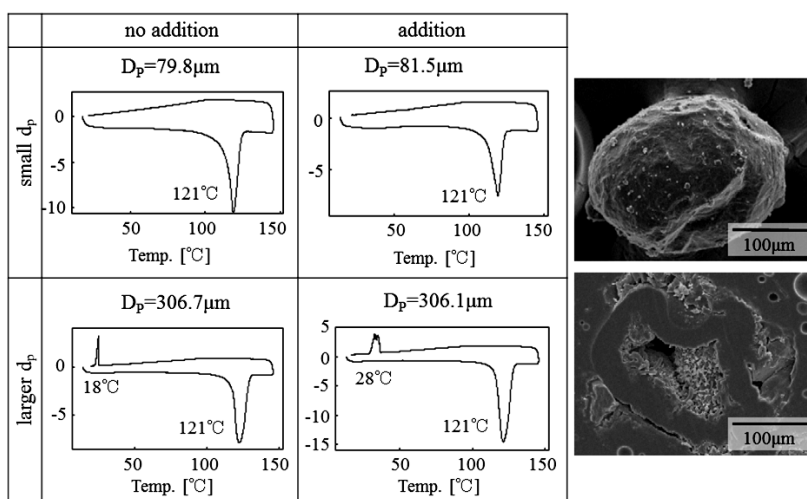 no addition
addition
small dₚ
D_P=79.8μm
0
-5
-10
121℃
50
100
150
Temp. [℃]
D_P=81.5μm
0
-5
121℃
50
100
150
Temp. [℃]
100μm
larger dₚ
D_P=306.7μm
0
-5
18℃
121℃
50
100
150
Temp. [℃]
D_P=306.1μm
5
0
-5
-10
-15
28℃
121℃
50
100
150
Temp. [℃]
100μm